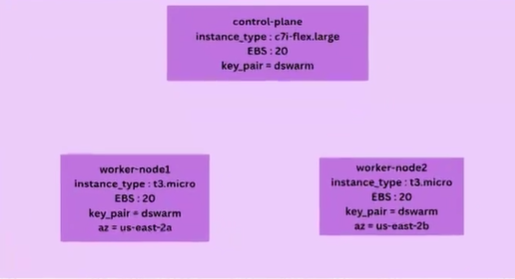 control-plane
instance_type : c7i-flex.large
EBS : 20
key_pair = dswarm
worker-node1
instance_type : t3.micro
EBS : 20
key_pair = dswarm
az = us-east-2a
worker-node2
instance_type : t3.micro
EBS : 20
key_pair = dswarm
az = us-east-2b